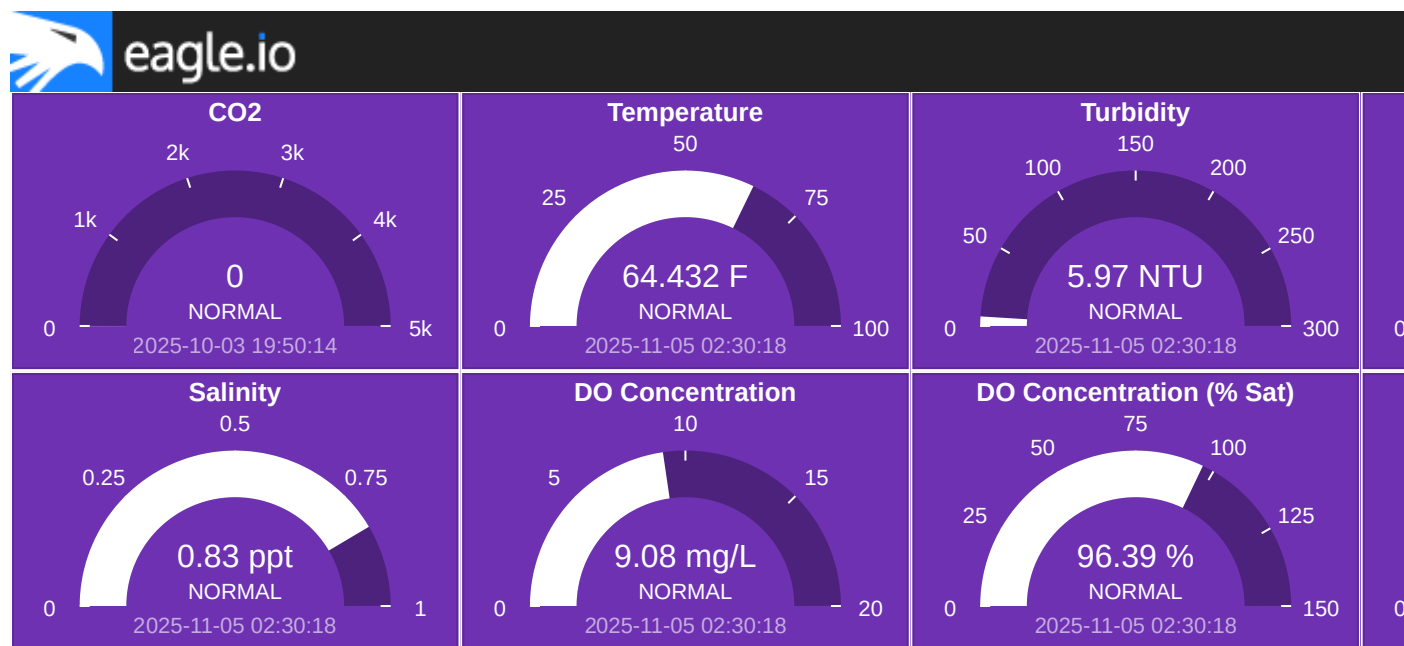 eagle.io
CO2
2k
3k
1k
4k
0
NORMAL
0
5k
2025-10-03 19:50:14
Temperature
50
25
75
64.432 F
NORMAL
0
100
2025-11-05 02:30:18
Turbidity
150
100
200
50
250
5.97 NTU
NORMAL
0
300
2025-11-05 02:30:18
0
Salinity
0.5
0.25
0.75
0.83 ppt
NORMAL
0
1
2025-11-05 02:30:18
DO Concentration
10
5
15
9.08 mg/L
NORMAL
0
20
2025-11-05 02:30:18
DO Concentration (% Sat)
75
50
100
25
125
96.39 %
NORMAL
0
150
2025-11-05 02:30:18
0